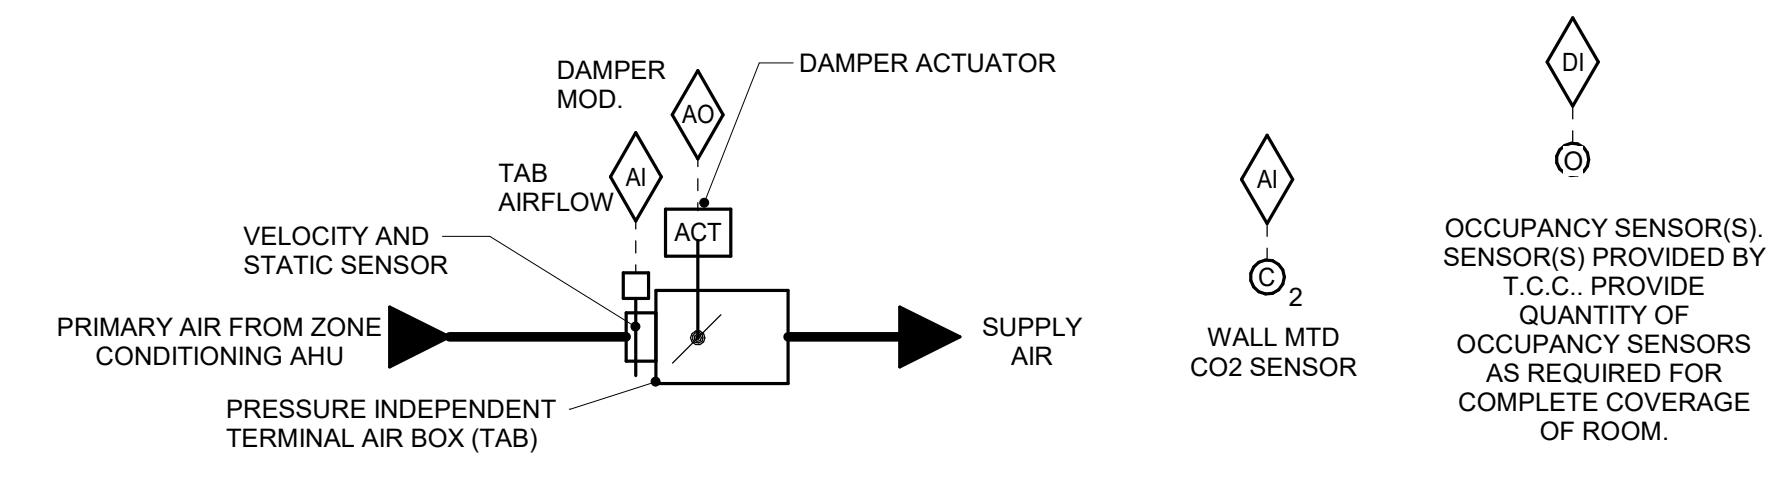 DAMPER
MOD.
AO
DAMPER ACTUATOR
TAB
AIRFLOW
AI
ACT
VELOCITY AND
STATIC SENSOR
PRIMARY AIR FROM ZONE
CONDITIONING AHU
SUPPLY
AIR
PRESSURE INDEPENDENT
TERMINAL AIR BOX (TAB)
AI
C
2
WALL MTD
CO2 SENSOR
DI
O
OCCUPANCY SENSOR(S).
SENSOR(S) PROVIDED BY
T.C.C.. PROVIDE
QUANTITY OF
OCCUPANCY SENSORS
AS REQUIRED FOR
COMPLETE COVERAGE
OF ROOM.